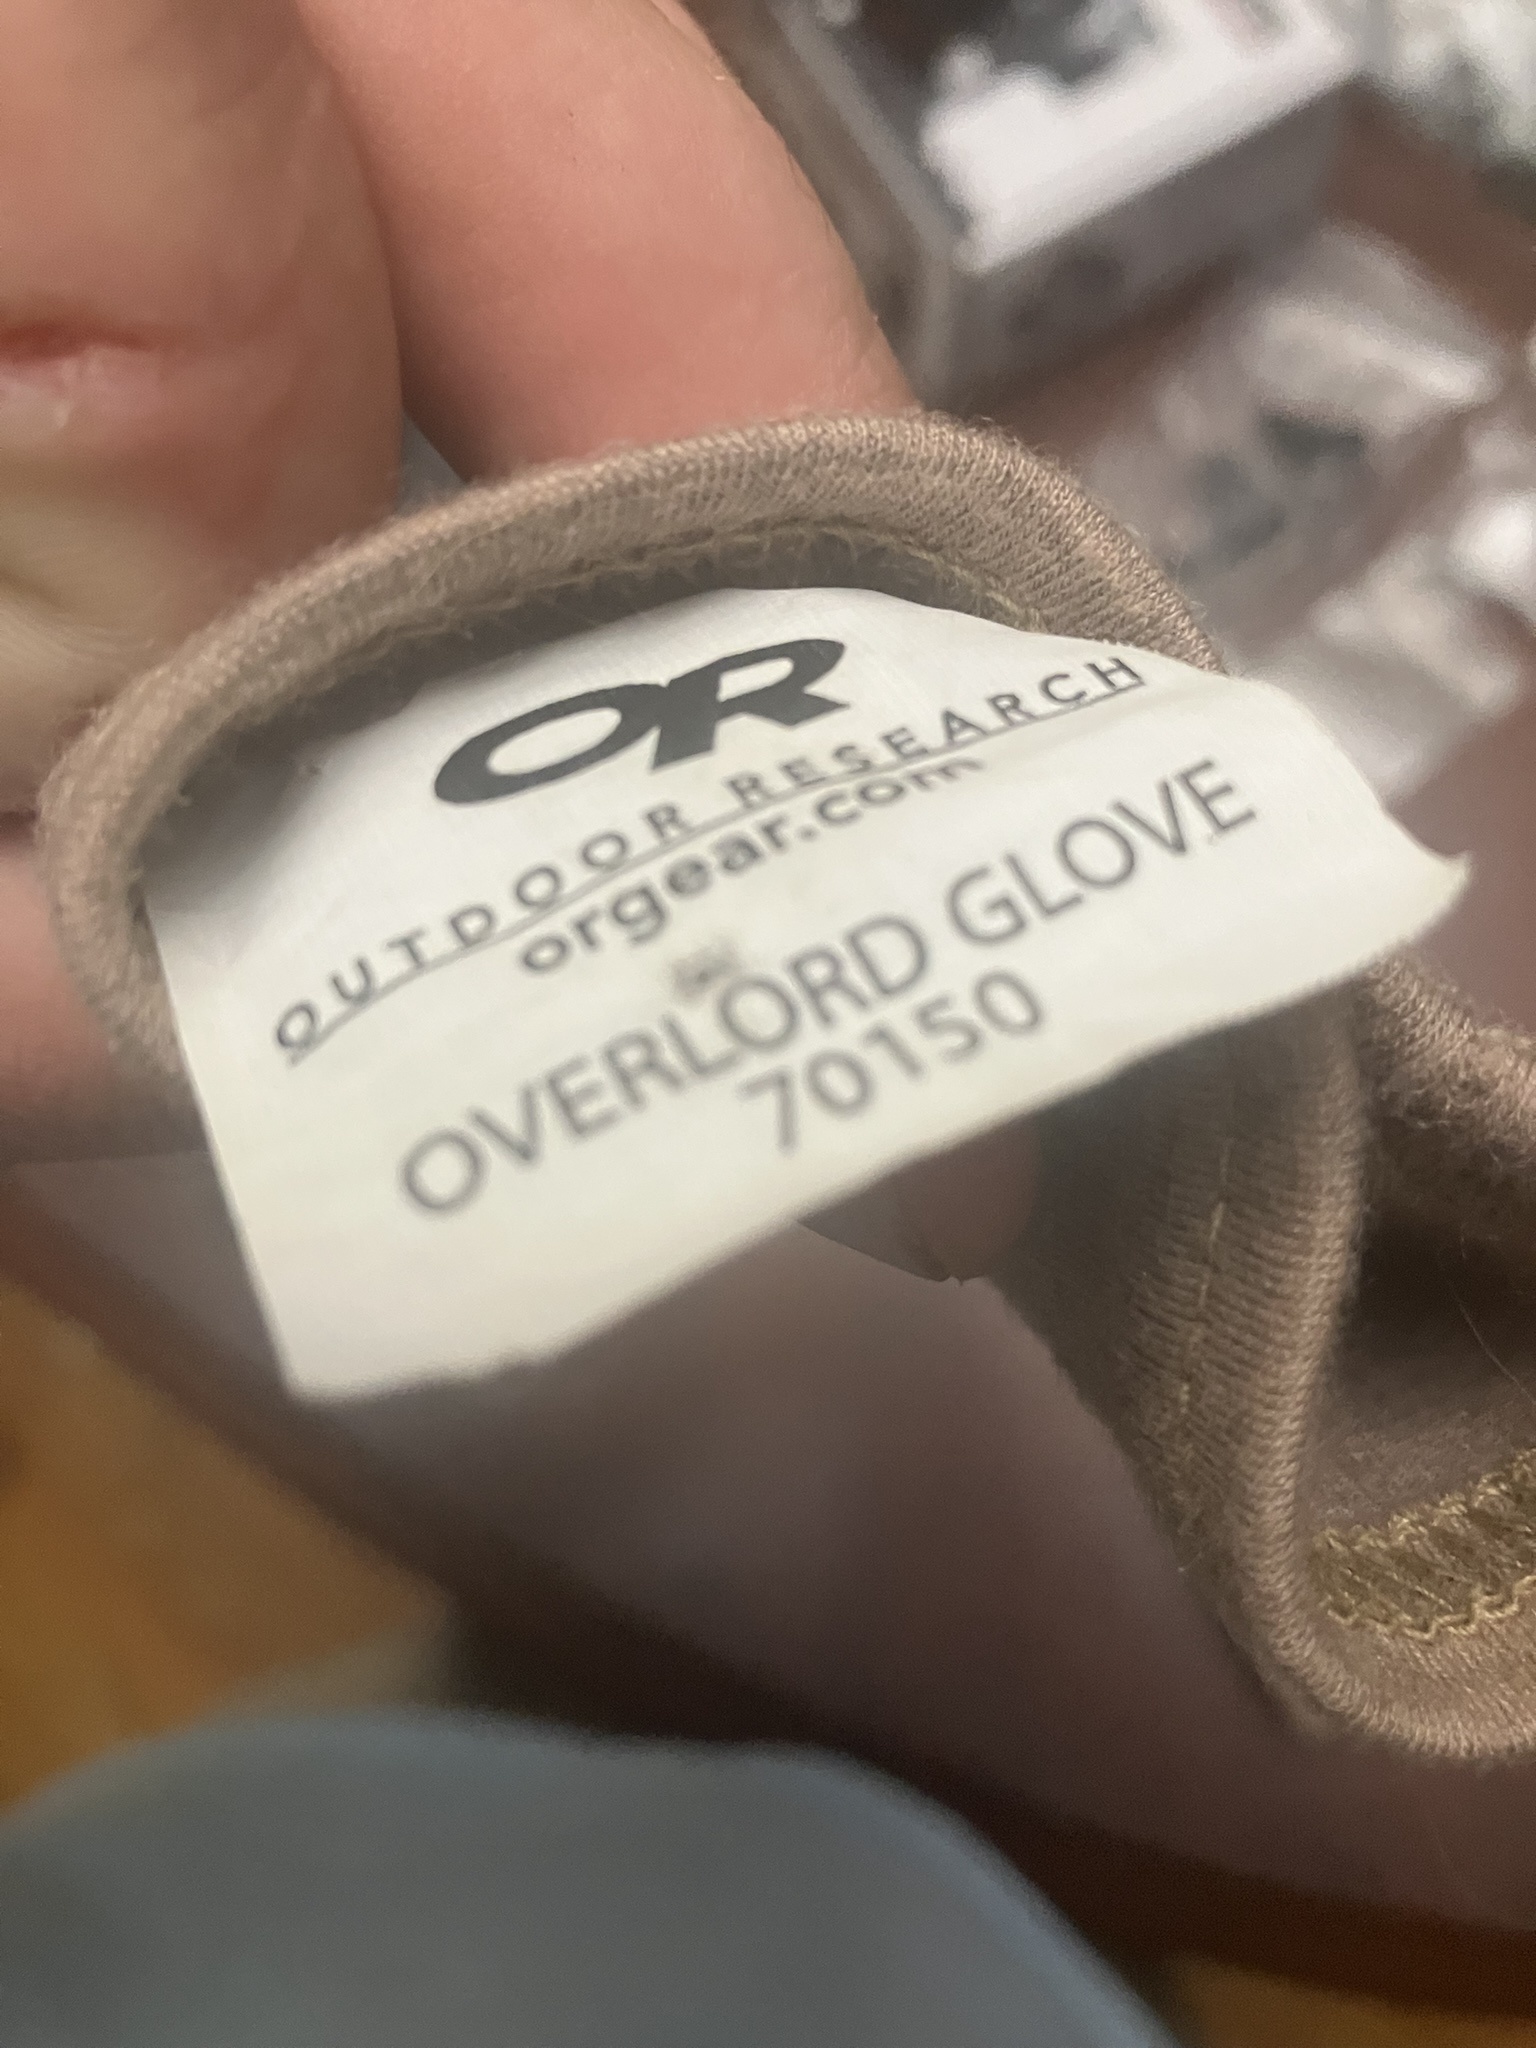 OR
OUTDOOR RESEARCH
orgear.com
OVERLORD GLOVE
70150